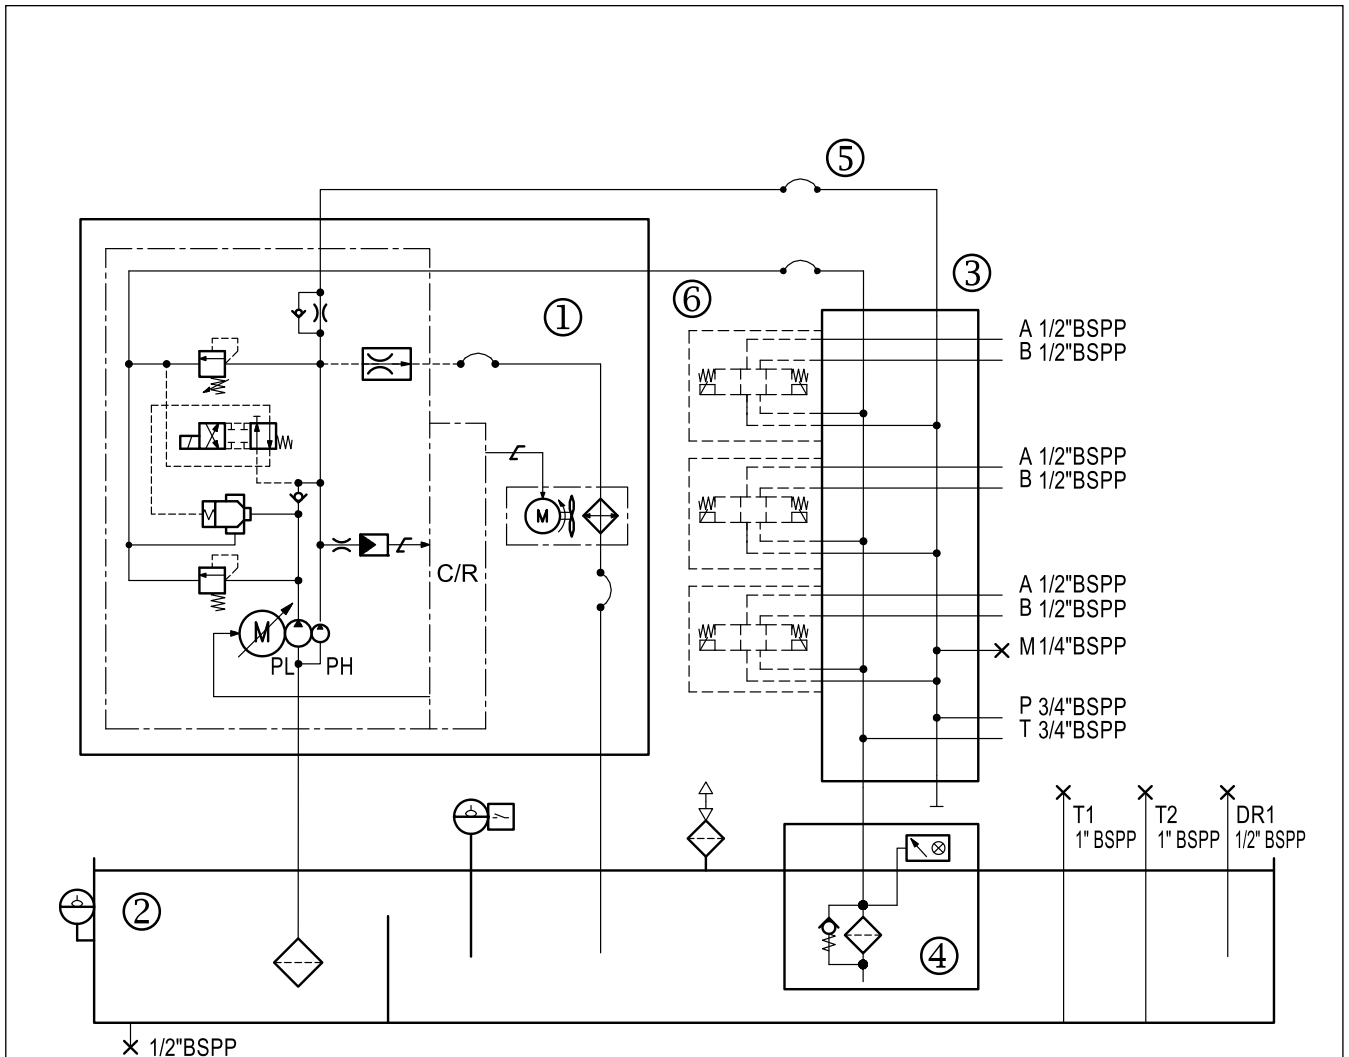 ⑤
③
⑥
①
A 1/2"BSPP
B 1/2"BSPP
A 1/2"BSPP
B 1/2"BSPP
M
C/R
A 1/2"BSPP
B 1/2"BSPP
M
PL PH
M 1/4"BSPP
P 3/4"BSPP
T 3/4"BSPP
T1
1" BSPP
T2
1" BSPP
DR1
1/2" BSPP
②
④
1/2"BSPP